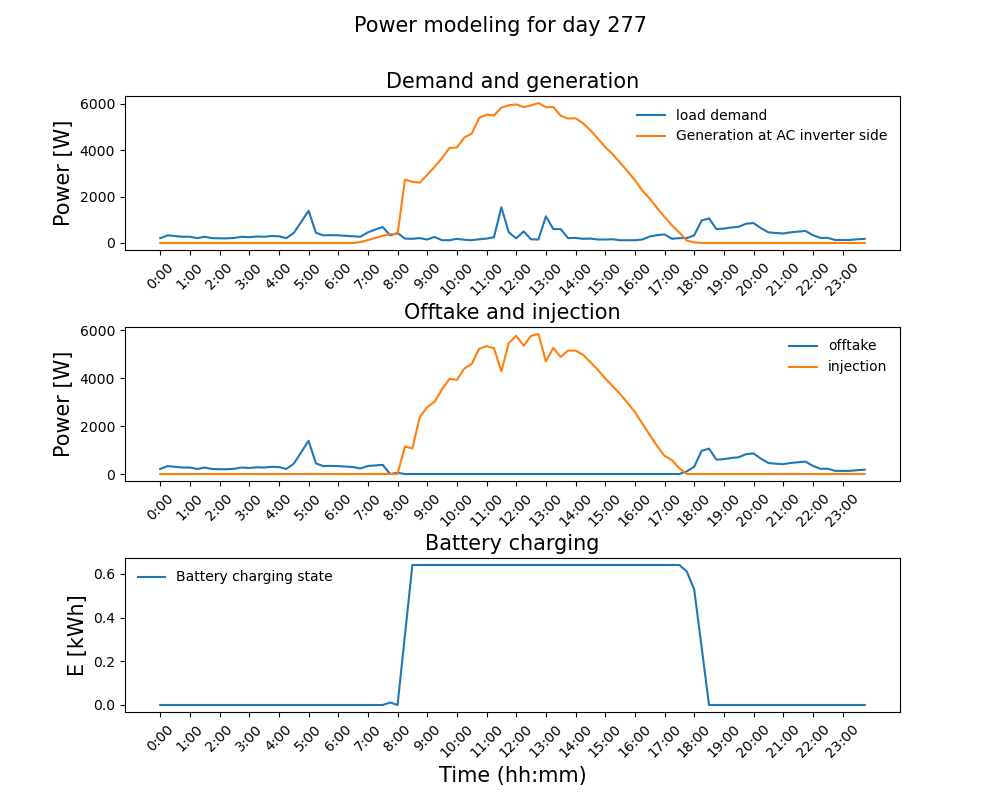 Power modeling for day 277
Demand and generation
Power [W]
6000
4000
2000
0
load demand
Generation at AC inverter side
0:00 1:00 2:00 3:00 4:00 5:00 6:00 7:00 8:00 9:00 10:00 11:00 12:00 13:00 14:00 15:00 16:00 17:00 18:00 19:00 20:00 21:00 22:00 23:00
Offtake and injection
Power [W]
6000
4000
2000
0
offtake
injection
0:00 1:00 2:00 3:00 4:00 5:00 6:00 7:00 8:00 9:00 10:00 11:00 12:00 13:00 14:00 15:00 16:00 17:00 18:00 19:00 20:00 21:00 22:00 23:00
Battery charging
E [kWh]
0.6
0.4
0.2
0.0
Battery charging state
0:00 1:00 2:00 3:00 4:00 5:00 6:00 7:00 8:00 9:00 10:00 11:00 12:00 13:00 14:00 15:00 16:00 17:00 18:00 19:00 20:00 21:00 22:00 23:00
Time (hh:mm)